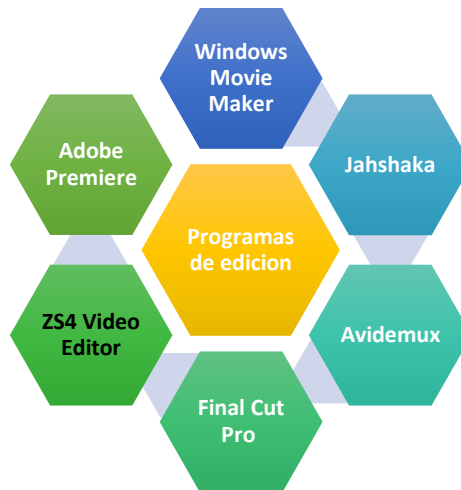 Windows
Movie
Maker
Adobe
Premiere
Jahshaka
Programas
de edicion
ZS4 Video
Editor
Avidemux
Final Cut
Pro